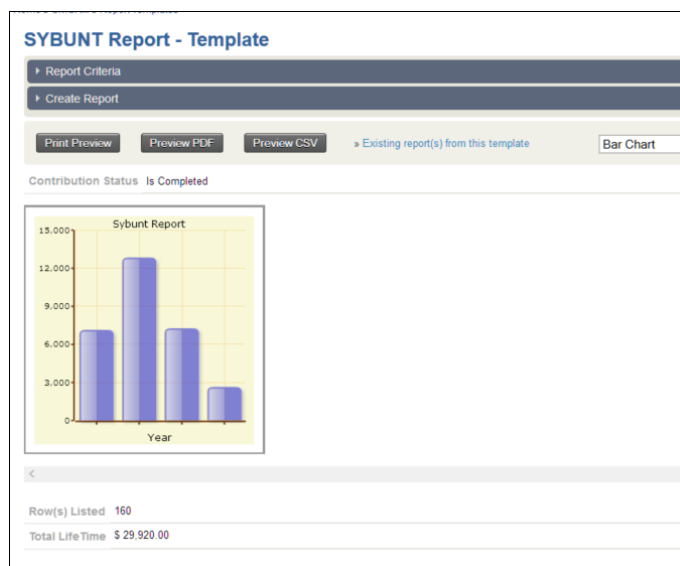 SYBUNT Report - Template
Report Criteria
Create Report
Print Preview Preview PDF Preview CSV » Existing report(s) from this template Bar Chart
Contribution Status Is Completed
Sybunt Report
15,000
12,000
9,000
6,000
3,000
0
Year
Row(s) Listed 160
Total LifeTime $ 29,920.00